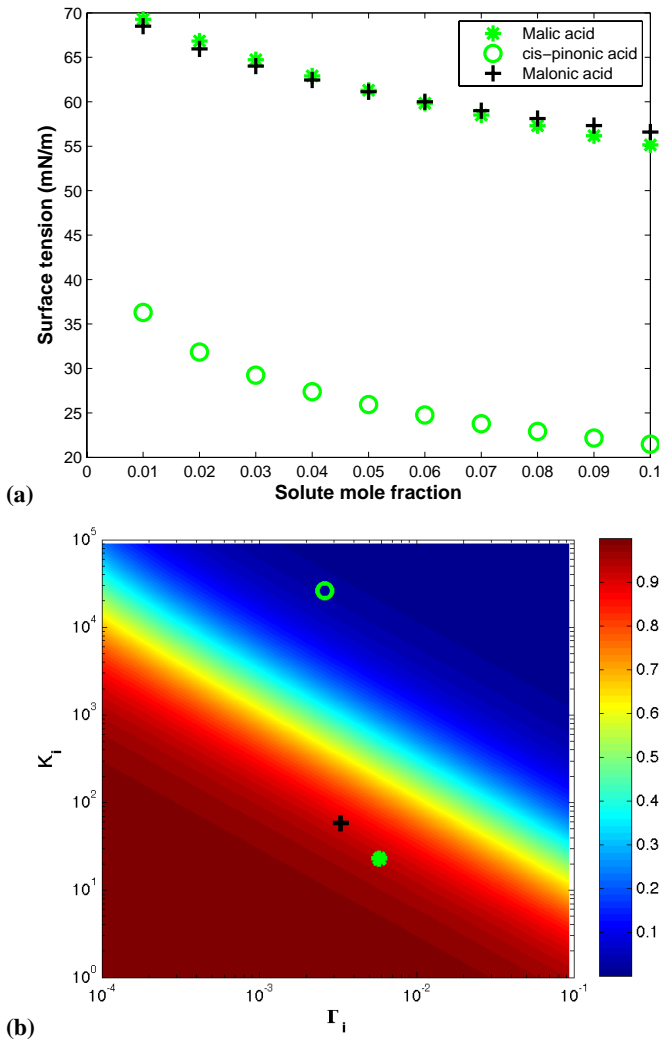 70
65
60
55
50
45
40
35
30
25
20
Surface tension (mN/m)
Malic acid
cis−pinonic acid
Malonic acid
0 0.01 0.02 0.03 0.04 0.05 0.06 0.07 0.08 0.09 0.1
Solute mole fraction
(a)
10^5
10^4
10^3
10^2
10^1
10^0
K_i
10^-4 10^-3 10^-2 10^-1
Γ_i
0.9
0.8
0.7
0.6
0.5
0.4
0.3
0.2
0.1
(b)